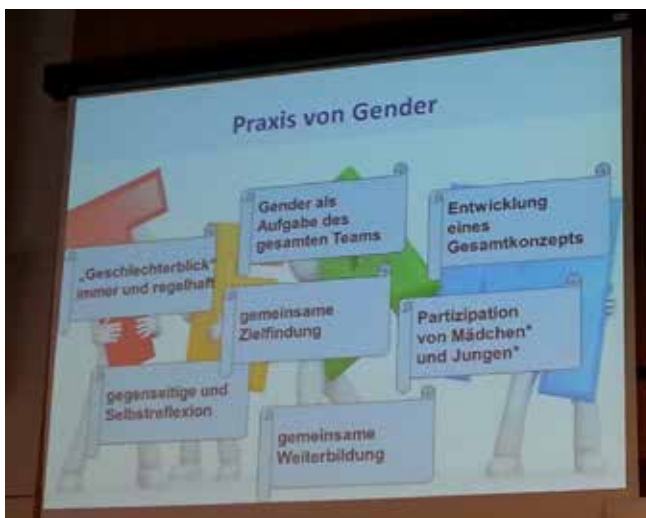 Praxis von Gender
Gender als
Aufgabe des
gesamten Teams
Entwicklung
eines
Gesamtkonzepts
„Geschlechterblick“
immer und regelhaft
gemeinsame
Zielfindung
Partizipation
von Mädchen*
und Jungen*
gegenseitige und
Selbstreflexion
gemeinsame
Weiterbildung